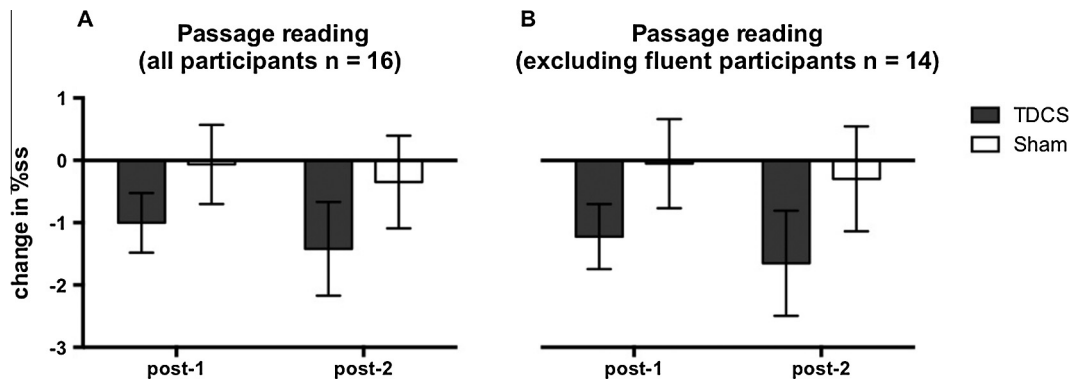 A
Passage reading
(all participants n = 16)
B
Passage reading
(excluding fluent participants n = 14)
TDCS
Sham
change in %ss
1
0
-1
-2
-3
post-1
post-2
post-1
post-2